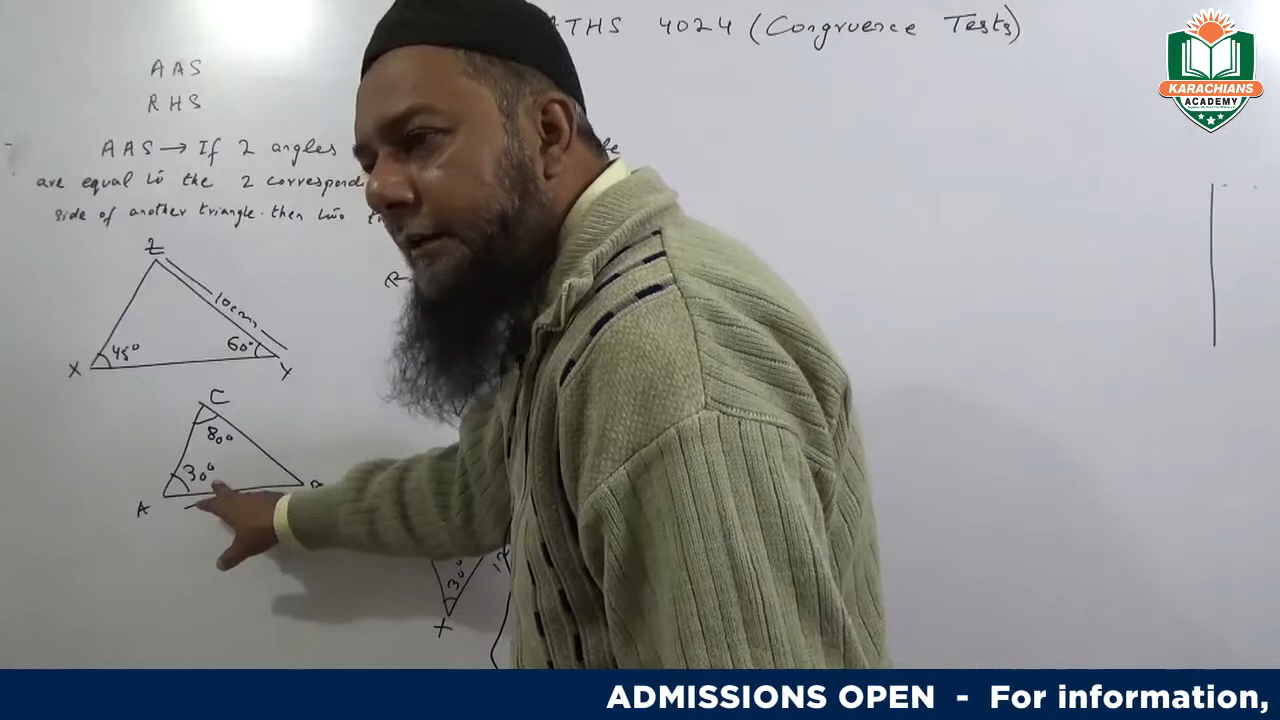 ATHS 4024 (Congruence Tests)
AAS
RHS
AAS → If 2 angles
are equal to the 2 correspond
side of another triangle. then two
Z
10cm
45° 60°
X Y
C
80°
30°
A
30°
X
KARACHIANS
ACADEMY
ADMISSIONS OPEN - For information,